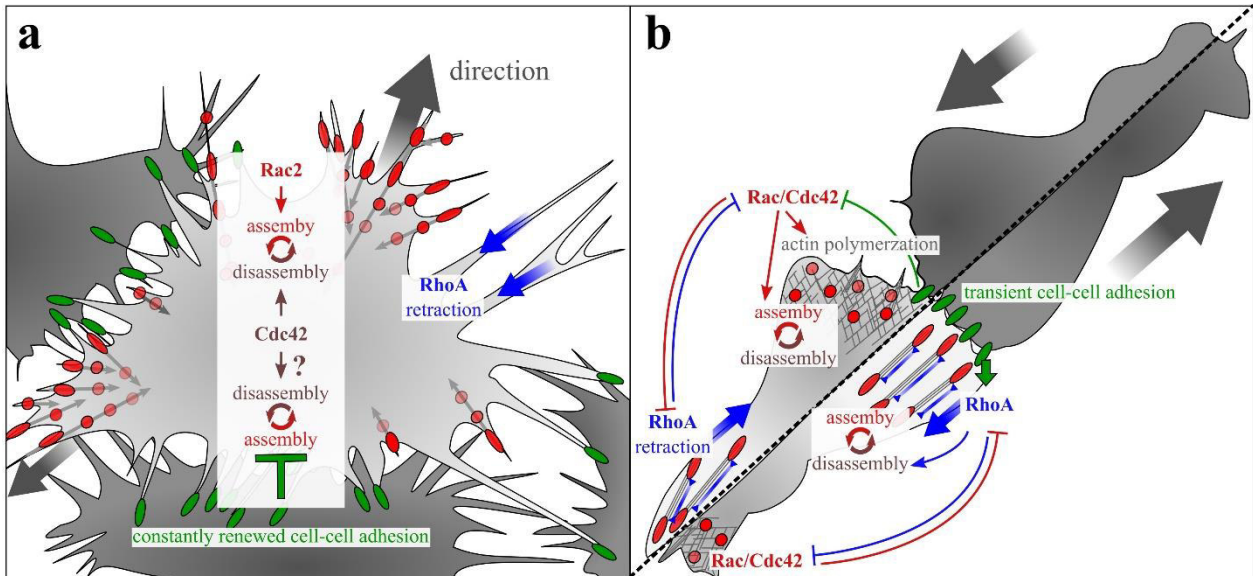 a
direction
Rac2
assemby
disassembly
Cdc42
?
disassembly
assembly
RhoA
retraction
constantly renewed cell-cell adhesion
b
Rac/Cdc42
actin polymerzation
assemby
disassembly
transient cell-cell adhesion
RhoA
retraction
assemby
disassembly
RhoA
Rac/Cdc42